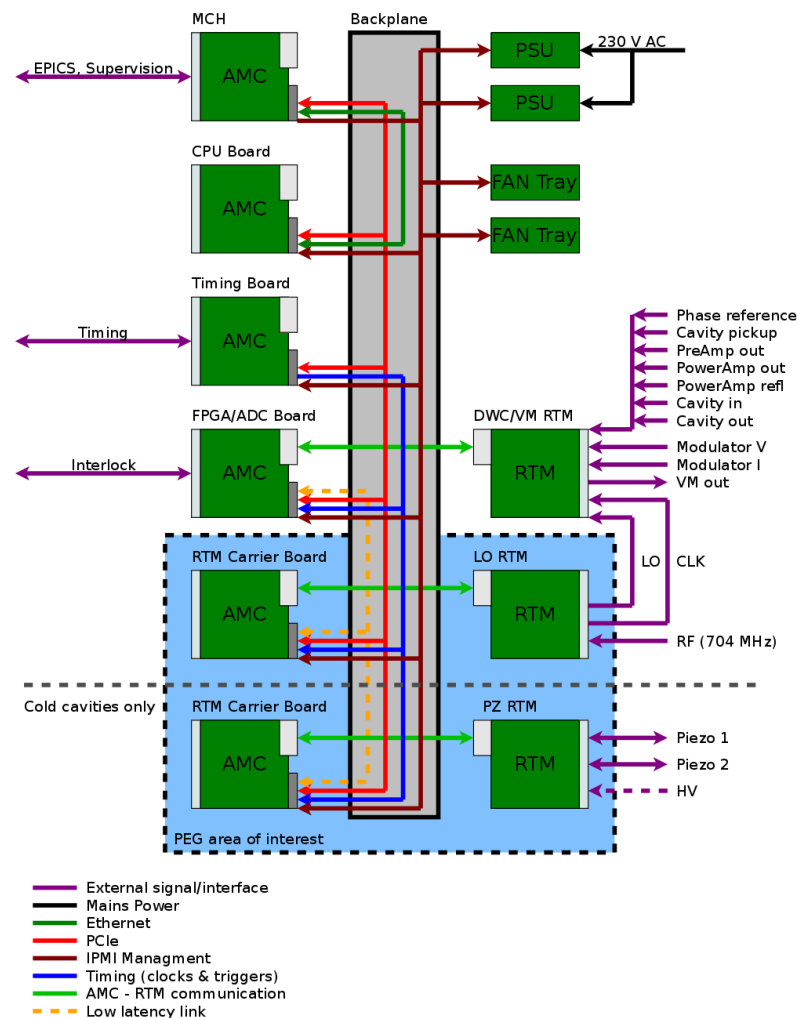 MCH
Backplane
AMC
PSU
230 V AC
EPICS, Supervision
PSU
CPU Board
AMC
FAN Tray
FAN Tray
Timing Board
AMC
Timing
Phase reference
Cavity pickup
PreAmp out
PowerAmp out
PowerAmp refl
Cavity in
Cavity out
FPGA/ADC Board
DWC/VM RTM
AMC
RTM
Interlock
Modulator V
Modulator I
VM out
RTM Carrier Board
LO RTM
LO
CLK
AMC
RTM
RF (704 MHz)
Cold cavities only
RTM Carrier Board
PZ RTM
AMC
RTM
Piezo 1
Piezo 2
HV
PEG area of interest
External signal/interface
Mains Power
Ethernet
PCIe
IPMI Managment
Timing (clocks & triggers)
AMC - RTM communication
Low latency link